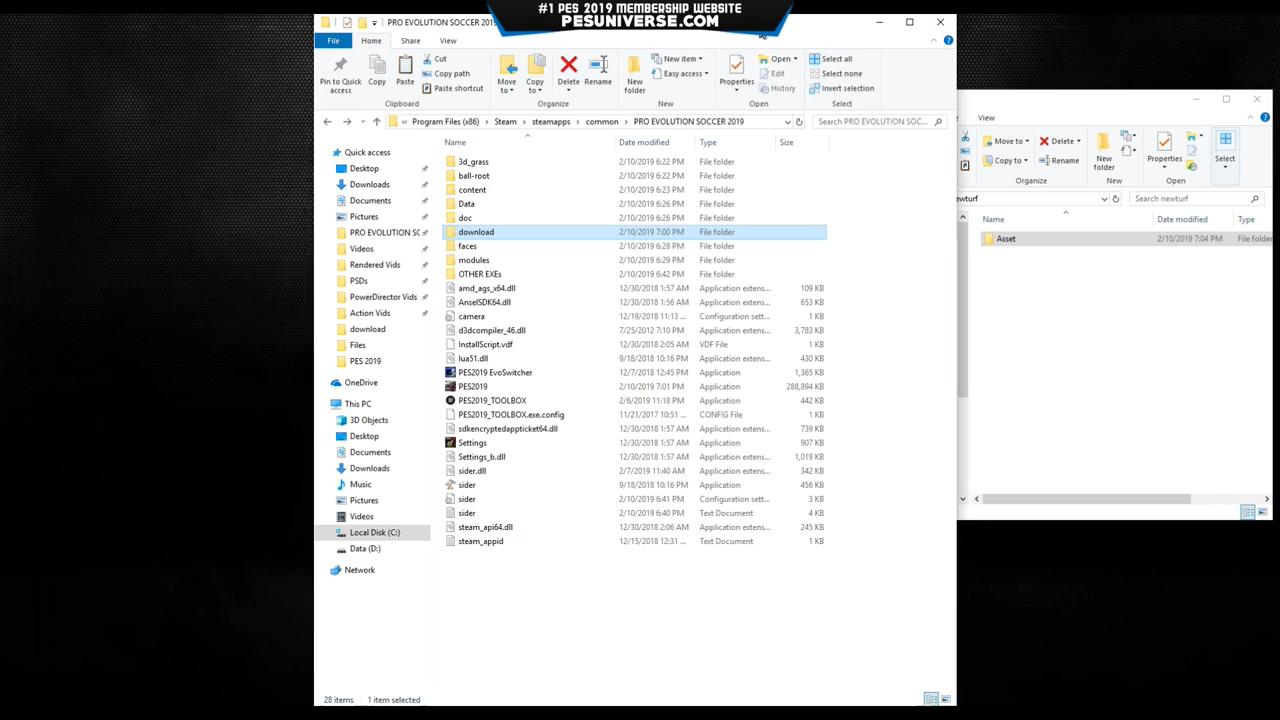 #1 PES 2019 MEMBERSHIP WEBSITE
PESUNIVERSE.COM
PRO EVOLUTION SOCCER 2019
File Home Share View
Pin to Quick access
Copy
Paste
Cut
Copy path
Paste shortcut
Move to
Copy to
Delete
Rename
New folder
New item
Easy access
Properties
Open
Edit
History
Select all
Select none
Invert selection
Clipboard Organize New Open Select
« Program Files (x86) › Steam › steamapps › common › PRO EVOLUTION SOCCER 2019
Search PRO EVOLUTION SOC...
Quick access
Desktop
Downloads
Documents
Pictures
PRO EVOLUTION SC
Videos
Rendered Vids
PSDs
PowerDirector Vids
Action Vids
download
Files
PES 2019
OneDrive
This PC
3D Objects
Desktop
Documents
Downloads
Music
Pictures
Videos
Local Disk (C:)
Data (D:)
Network
Name Date modified Type Size
3d_grass 2/10/2019 6:22 PM File folder
ball-root 2/10/2019 6:22 PM File folder
content 2/10/2019 6:23 PM File folder
Data 2/10/2019 6:26 PM File folder
doc 2/10/2019 6:26 PM File folder
download 2/10/2019 7:00 PM File folder
faces 2/10/2019 6:28 PM File folder
modules 2/10/2019 6:29 PM File folder
OTHER EXEs 2/10/2019 6:42 PM File folder
amd_ags_x64.dll 12/30/2018 1:57 AM Application extens... 109 KB
AnselSDK64.dll 12/30/2018 1:56 AM Application extens... 653 KB
camera 12/19/2018 11:13 ... Configuration sett... 1 KB
d3dcompiler_46.dll 7/25/2012 7:10 PM Application extens... 3,783 KB
InstallScript.vdf 12/30/2018 2:05 AM VDF File 1 KB
lua51.dll 9/18/2018 10:16 PM Application extens... 430 KB
PES2019 EvoSwitcher 12/7/2018 12:45 PM Application 1,365 KB
PES2019 2/10/2019 7:01 PM Application 288,894 KB
PES2019_TOOLBOX 2/6/2019 11:18 PM Application 442 KB
PES2019_TOOLBOX.exe.config 11/21/2017 10:51 ... CONFIG File 1 KB
sdkencryptedappticket64.dll 12/30/2018 1:57 AM Application extens... 739 KB
Settings 12/30/2018 1:57 AM Application 907 KB
Settings_b.dll 12/30/2018 1:57 AM Application extens... 1,019 KB
sider.dll 2/7/2019 11:40 AM Application extens... 342 KB
sider 9/18/2018 10:16 PM Application 456 KB
sider 2/10/2019 6:41 PM Configuration sett... 3 KB
sider 2/10/2019 6:40 PM Text Document 4 KB
steam_api64.dll 12/30/2018 2:06 AM Application extens... 245 KB
steam_appid 12/15/2018 12:31 ... Text Document 1 KB
28 items 1 item selected
View
Move to
Copy to
Delete
Rename
New folder
Properties
Select
Organize New Open
ewturf
Search newturf
Name Date modified Type
Asset 2/10/2019 7:04 PM File folde